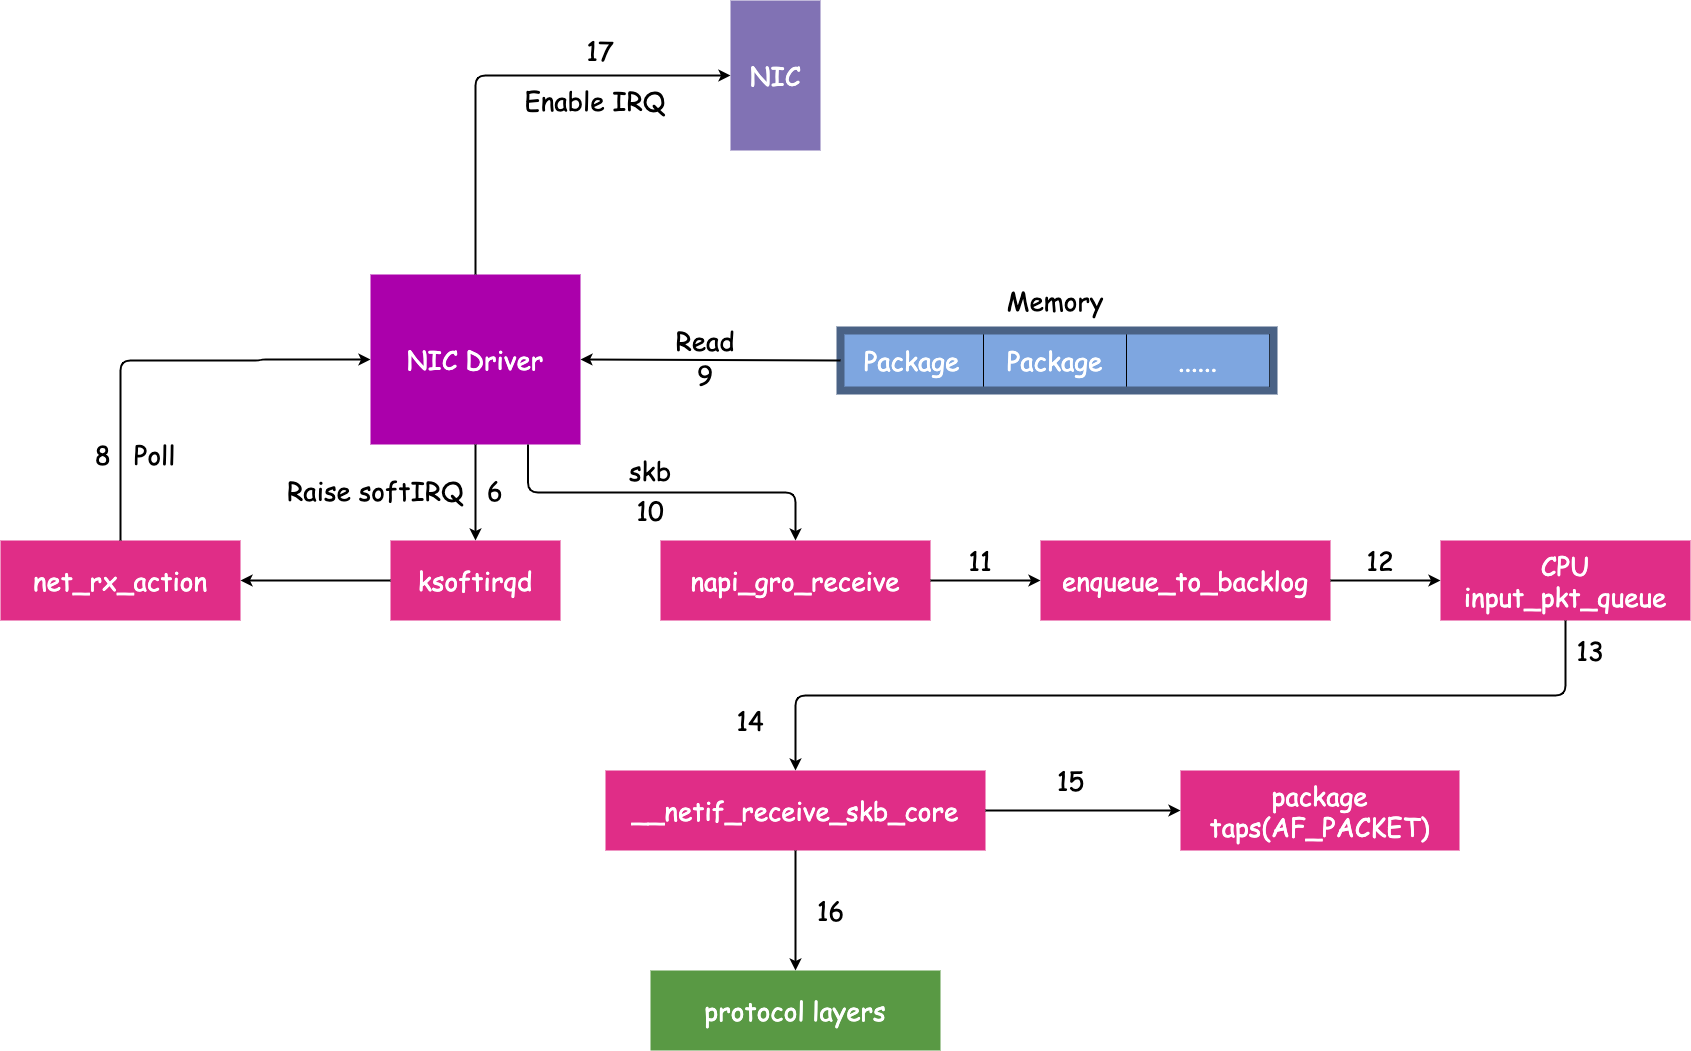 17
NIC
Enable IRQ
Memory
NIC Driver
Read
9
Package
Package
......
8
Poll
Raise softIRQ
6
skb
10
net_rx_action
ksoftirqd
napi_gro_receive
11
enqueue_to_backlog
12
CPU
input_pkt_queue
13
14
__netif_receive_skb_core
15
package
taps(AF_PACKET)
16
protocol layers